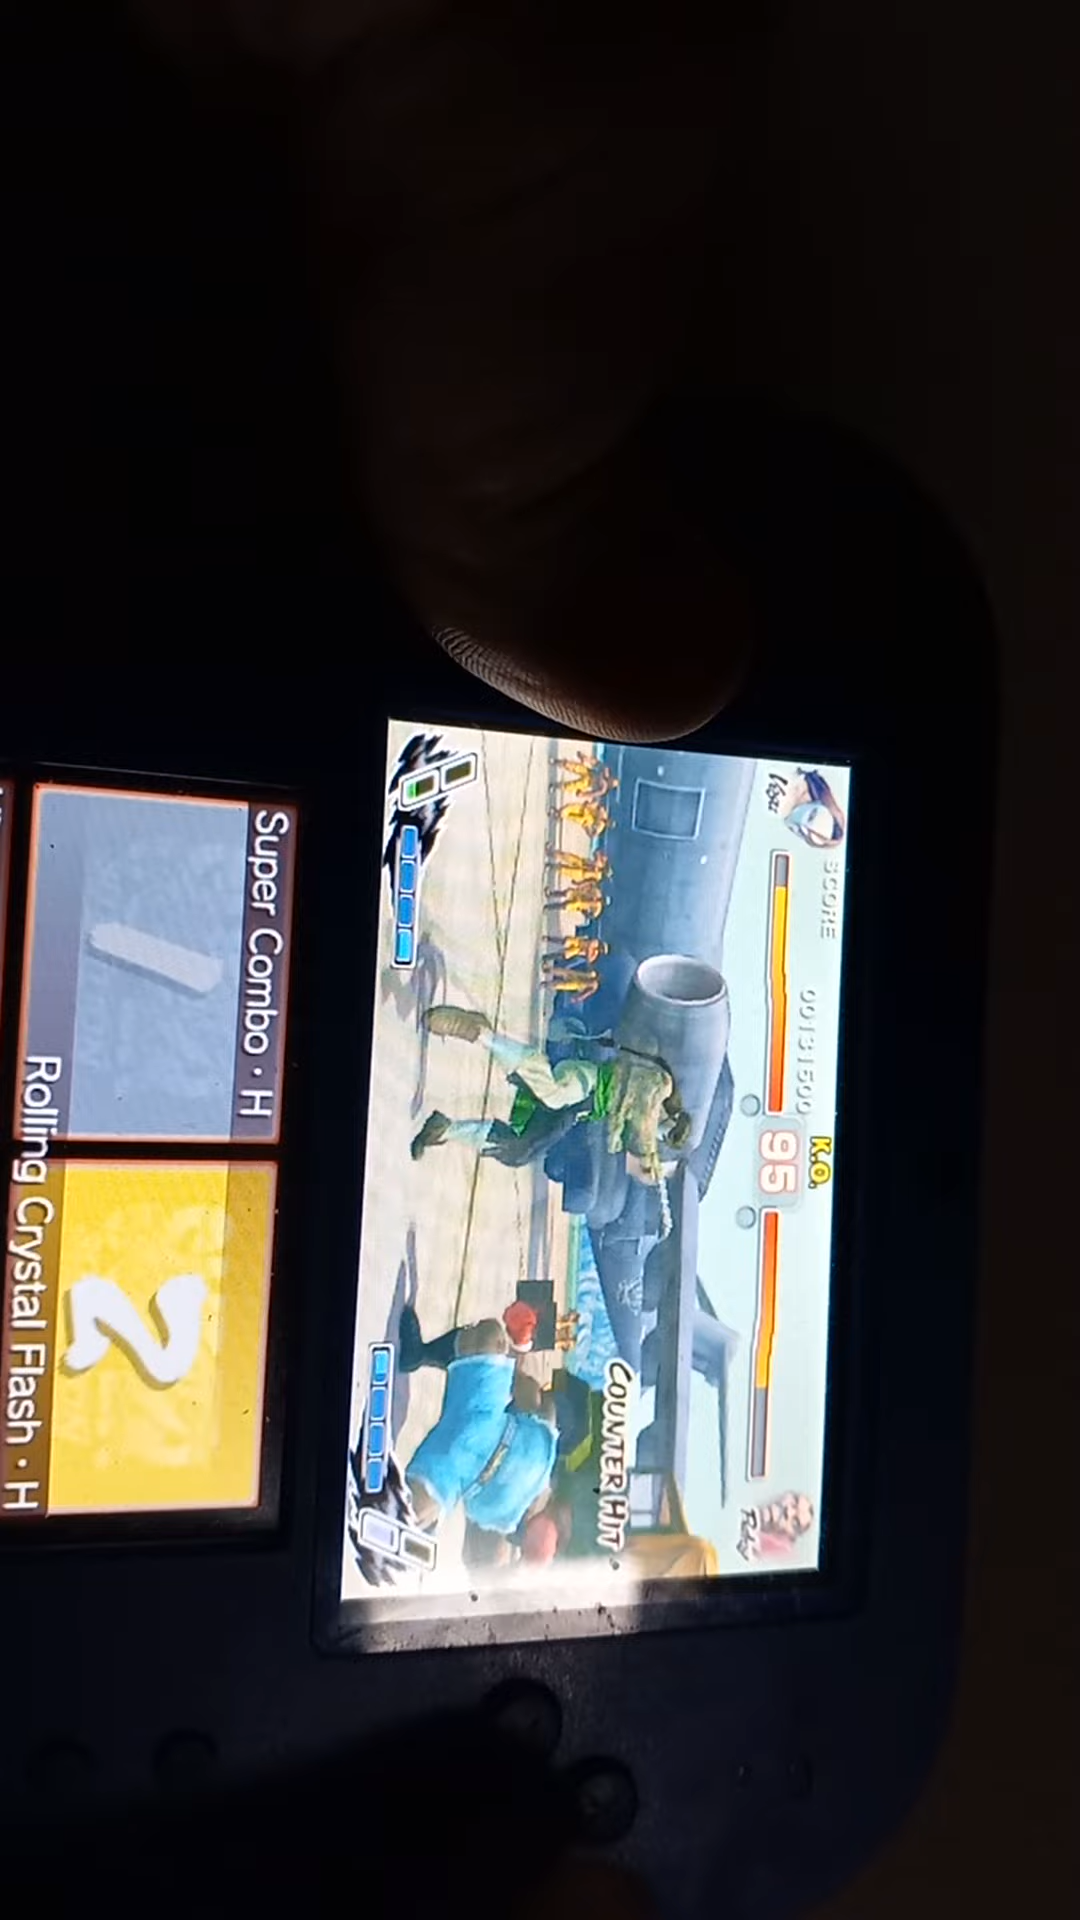 SCORE 00131500
K.O.
95
COUNTER HIT
Super Combo · H
1
2
Rolling Crystal Flash · H